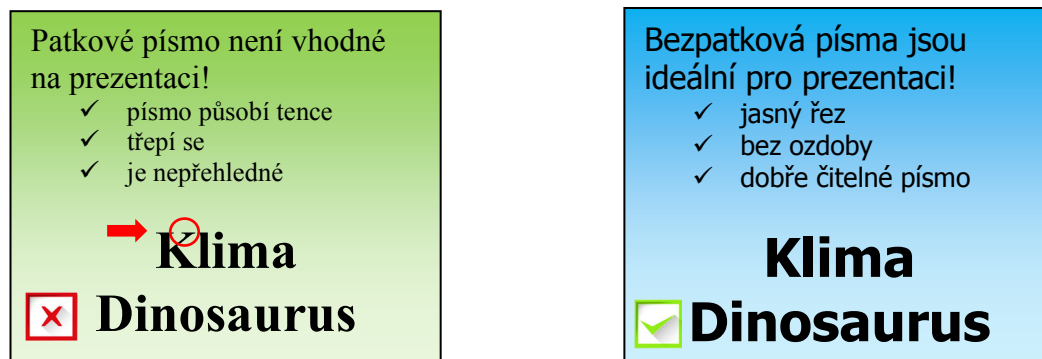 Patkové písmo není vhodné
na prezentaci!
✓ písmo působí tence
✓ třepí se
✓ je nepřehledné
Klima
Dinosaurus
Bezpatková písma jsou
ideální pro prezentaci!
✓ jasný řez
✓ bez ozdoby
✓ dobře čitelné písmo
Klima
Dinosaurus